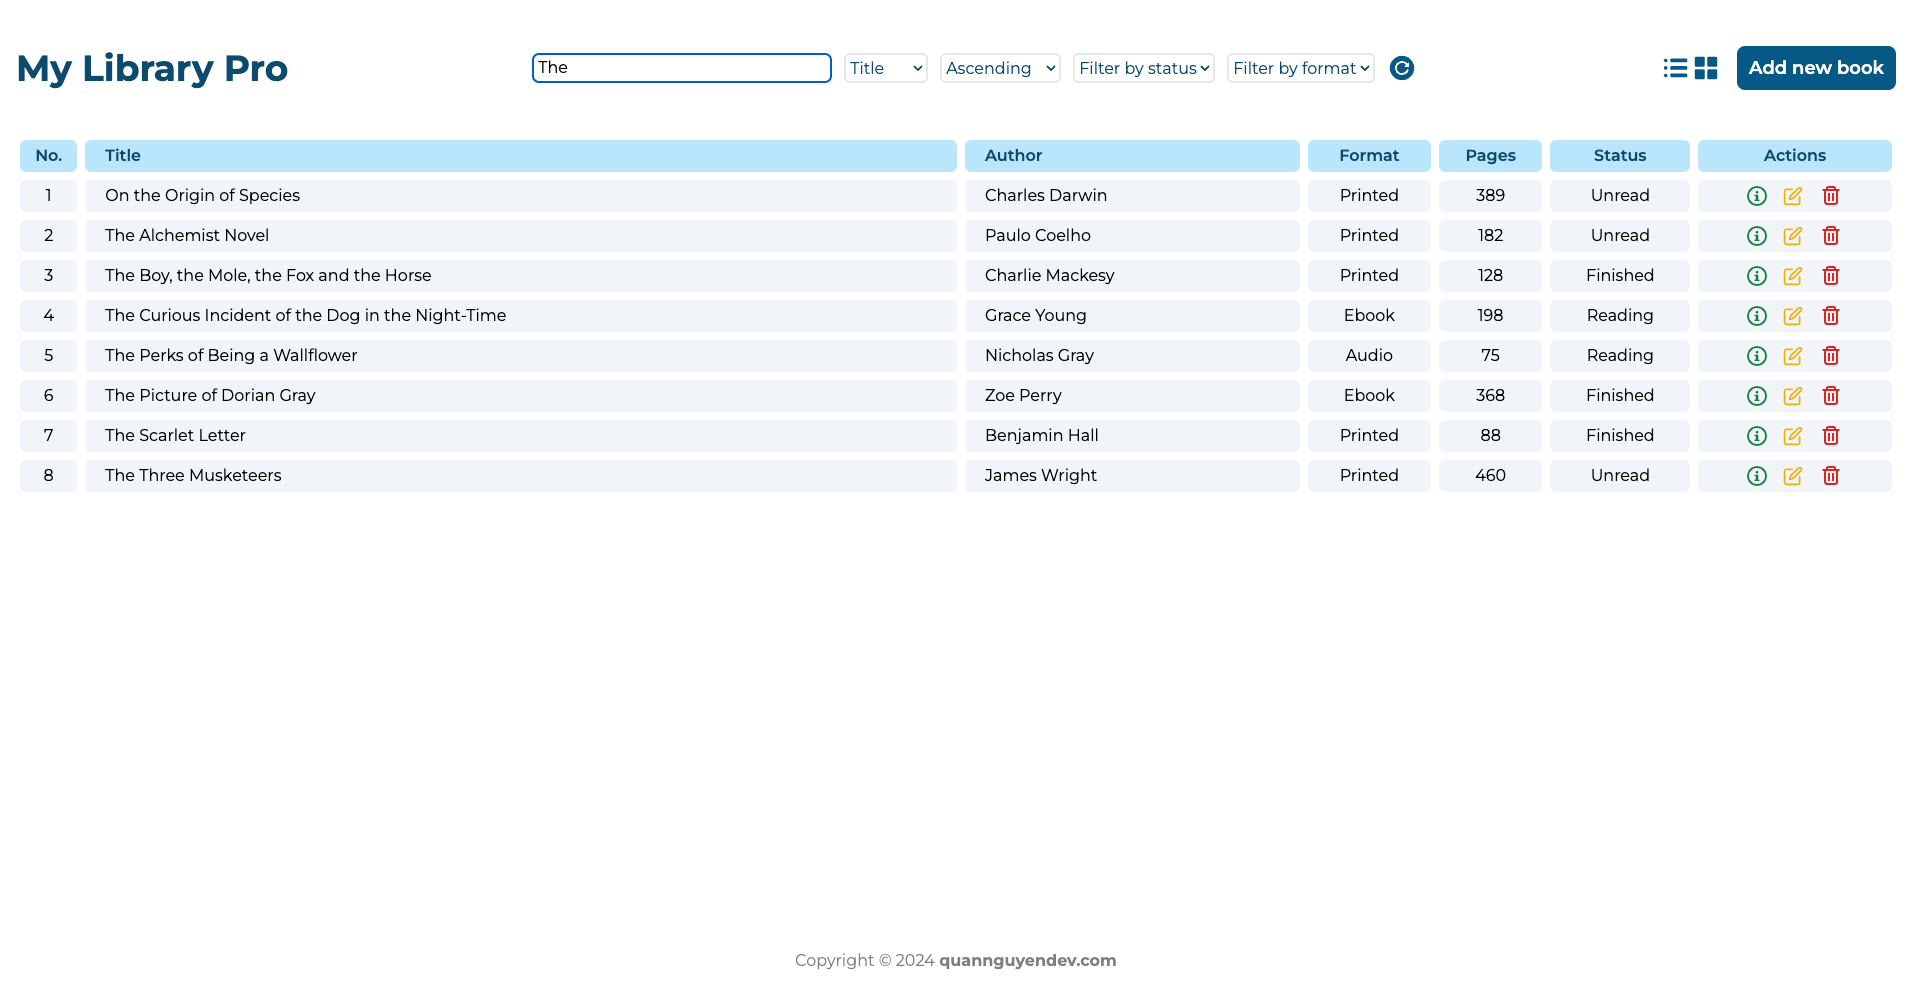 My Library Pro
The Title Ascending Filter by status Filter by format Add new book
No. Title Author Format Pages Status Actions
1 On the Origin of Species Charles Darwin Printed 389 Unread
2 The Alchemist Novel Paulo Coelho Printed 182 Unread
3 The Boy, the Mole, the Fox and the Horse Charlie Mackesy Printed 128 Finished
4 The Curious Incident of the Dog in the Night-Time Grace Young Ebook 198 Reading
5 The Perks of Being a Wallflower Nicholas Gray Audio 75 Reading
6 The Picture of Dorian Gray Zoe Perry Ebook 368 Finished
7 The Scarlet Letter Benjamin Hall Printed 88 Finished
8 The Three Musketeers James Wright Printed 460 Unread
Copyright © 2024 quannguyendev.com